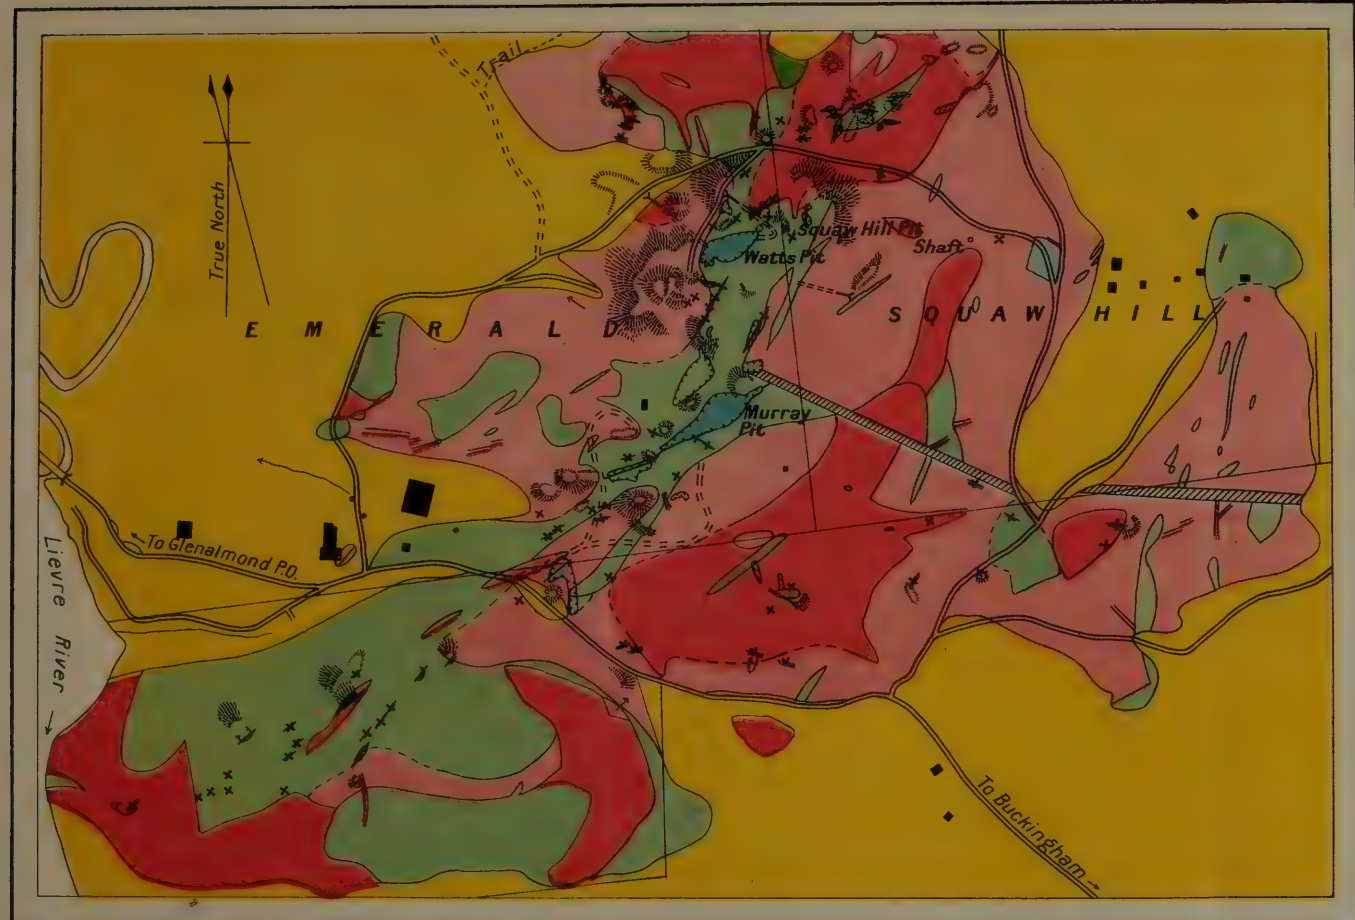 Trail
True North
Squaw Hill Pit
Watts Pit
Shaft
EMERALD
SQUAW HILL
Murray
Pit
To Glenalmond P.O.
Lievre River
To Buckingham